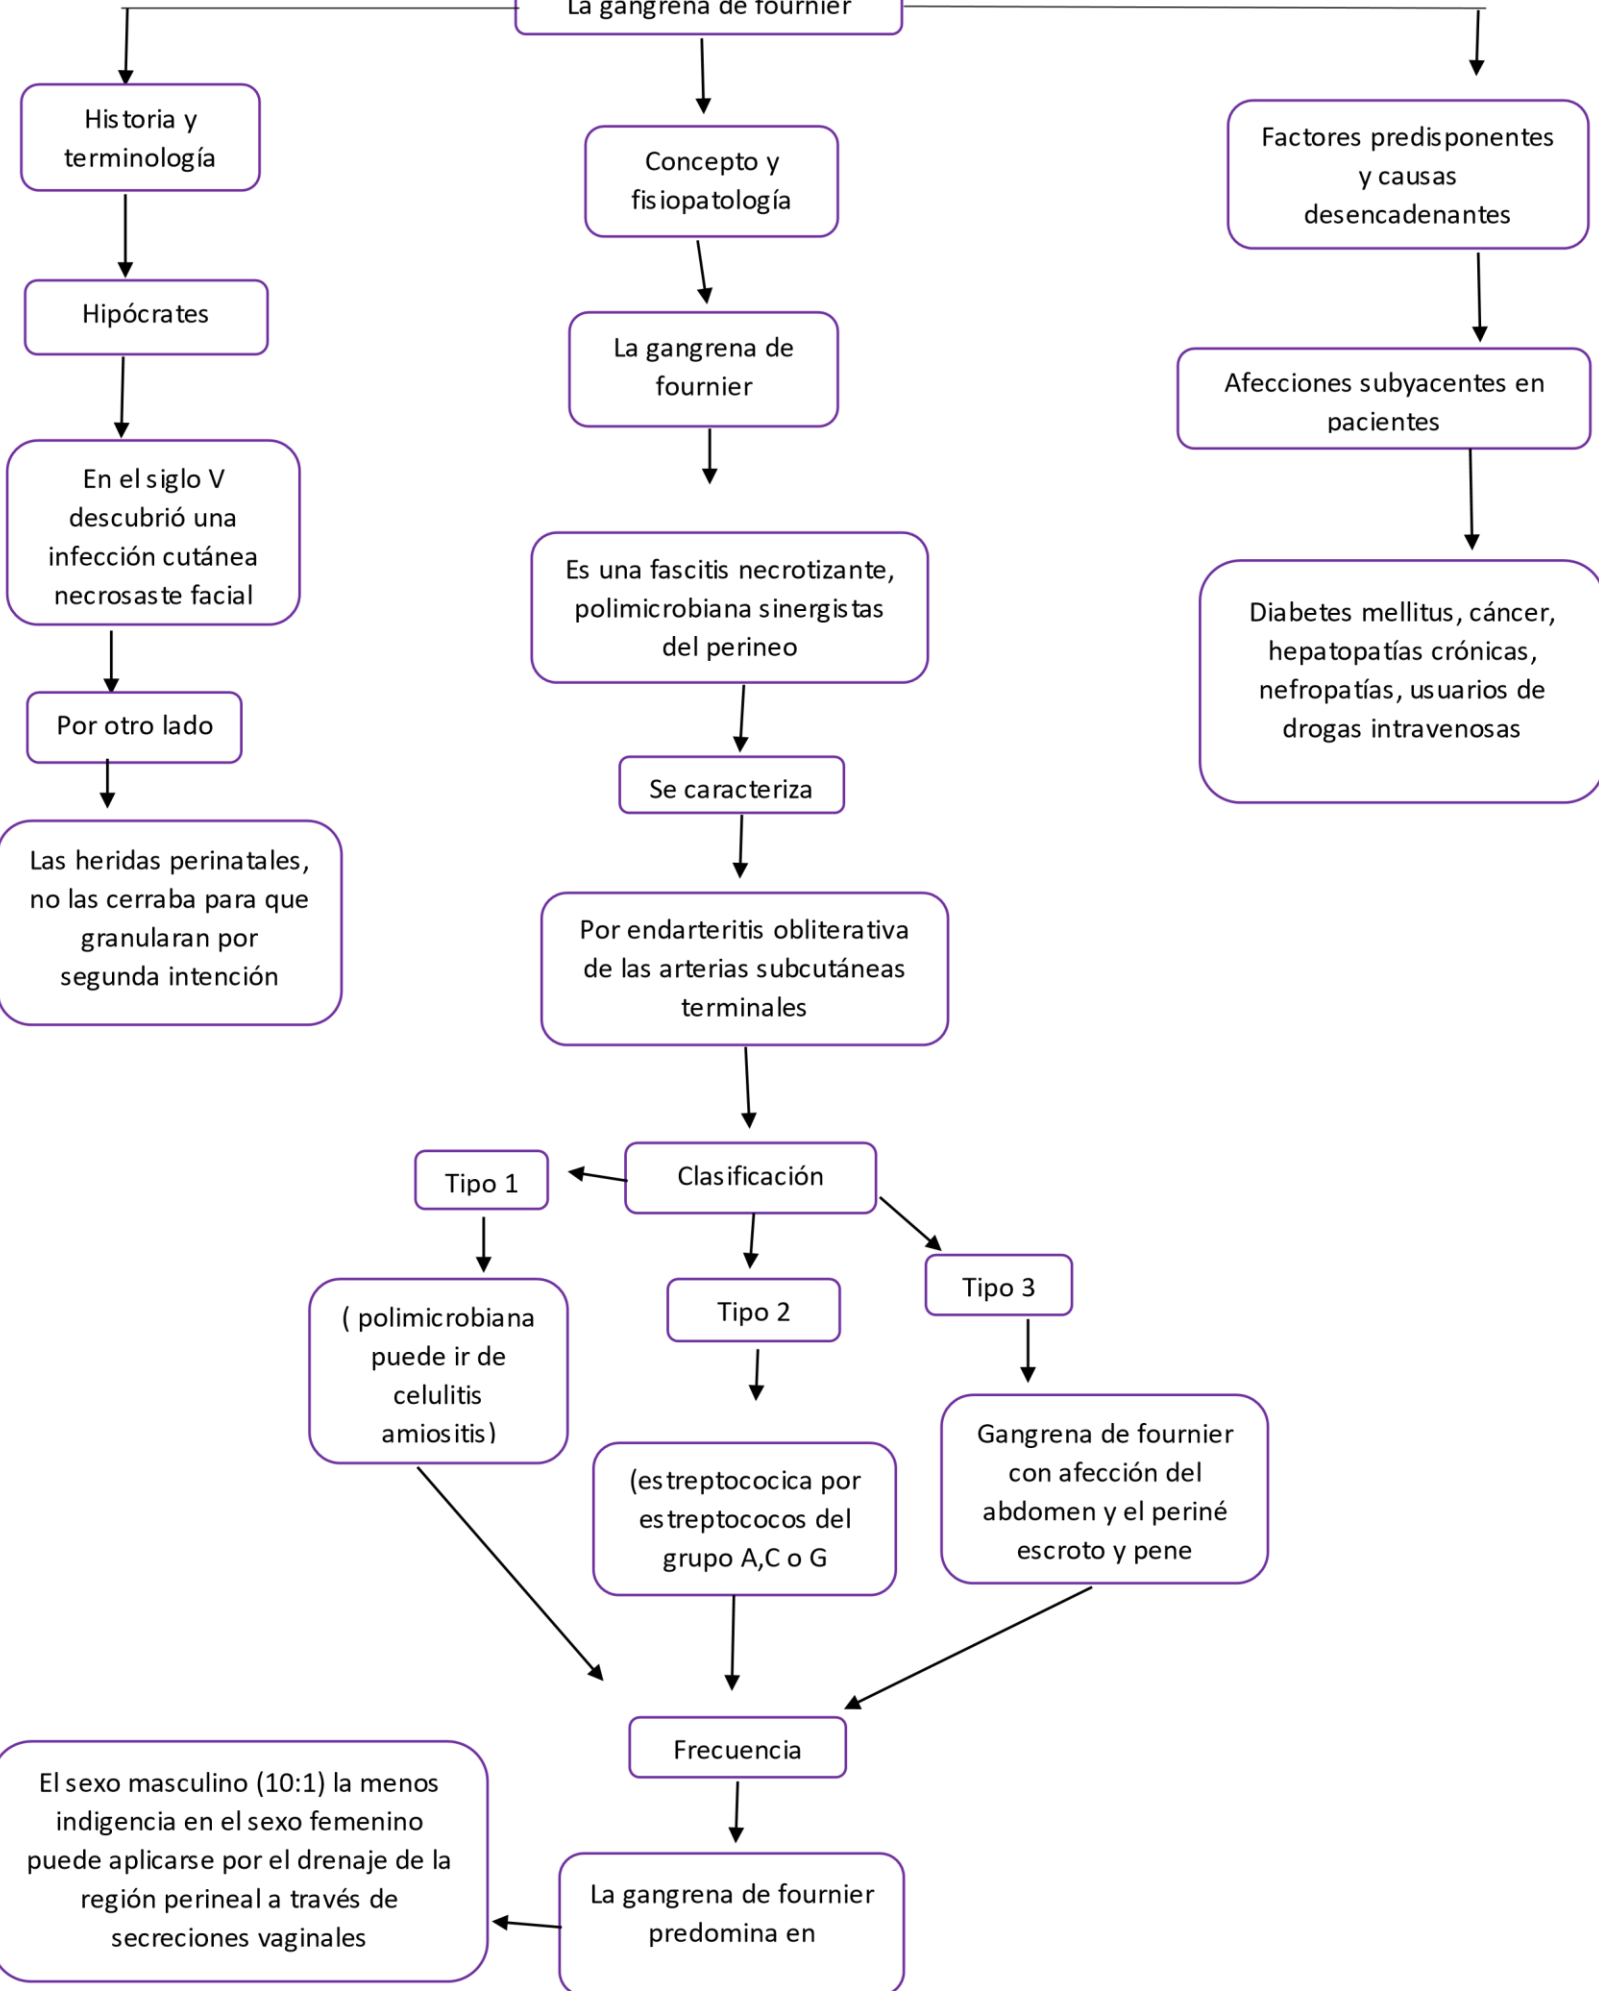 La gangrena de fournier
Historia y
terminología
Hipócrates
En el siglo V
descubrió una
infección cutánea
necrosaste facial
Por otro lado
Las heridas perinatales,
no las cerraba para que
granularan por
segunda intención
Concepto y
fisiopatología
La gangrena de
fournier
Es una fascitis necrotizante,
polimicrobiana sinergistas
del perineo
Se caracteriza
Por endarteritis obliterativa
de las arterias subcutáneas
terminales
Clasificación
Tipo 1
( polimicrobiana
puede ir de
celulitis
amiositis)
Tipo 2
(estreptococica por
estreptococos del
grupo A,C o G
Tipo 3
Gangrena de fournier
con afección del
abdomen y el periné
escroto y pene
Frecuencia
La gangrena de fournier
predomina en
El sexo masculino (10:1) la menos
indigencia en el sexo femenino
puede aplicarse por el drenaje de la
región perineal a través de
secreciones vaginales
Factores predisponentes
y causas
desencadenantes
Afecciones subyacentes en
pacientes
Diabetes mellitus, cáncer,
hepatopatías crónicas,
nefropatías, usuarios de
drogas intravenosas